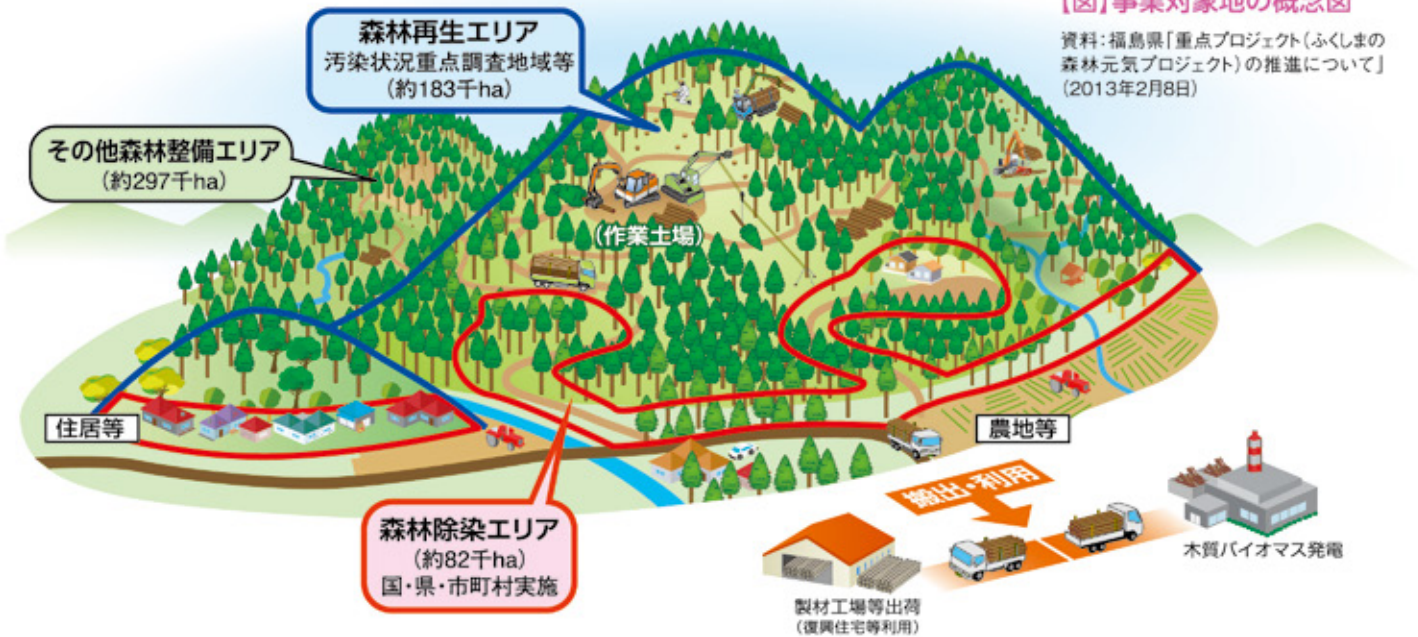 【図】事業対象地の概念図
資料:福島県「重点プロジェクト(ふくしまの
森林元気プロジェクト)の推進について」
(2013年2月8日)
森林再生エリア
汚染状況重点調査地域等
(約183千ha)
その他森林整備エリア
(約297千ha)
(作業土場)
住居等
農地等
森林除染エリア
(約82千ha)
国・県・市町村実施
搬出・利用
木質バイオマス発電
製材工場等出荷
(復興住宅等利用)